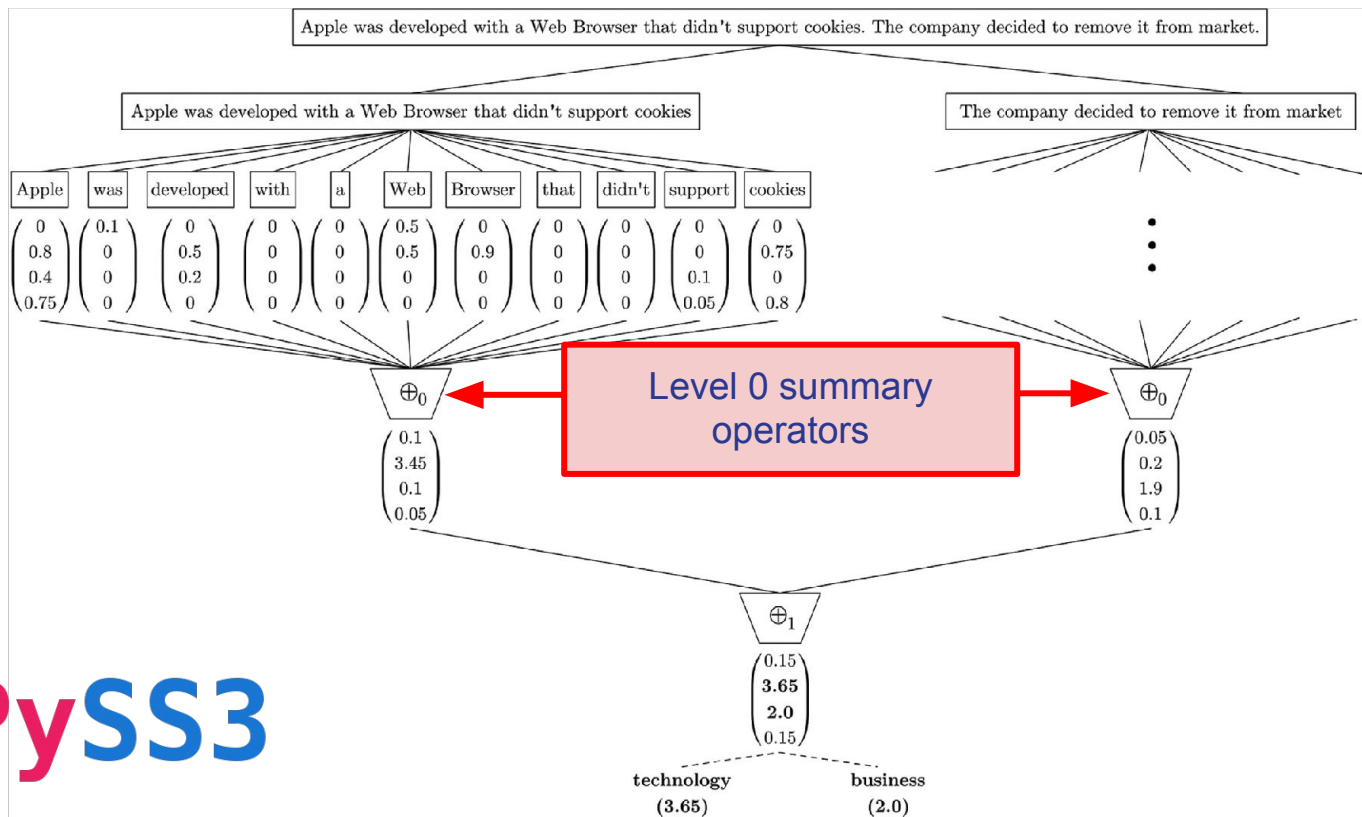 Apple was developed with a Web Browser that didn't support cookies. The company decided to remove it from market.
Apple was developed with a Web Browser that didn't support cookies
The company decided to remove it from market
Apple was developed with a Web Browser that didn't support cookies
0 0.1 0 0 0 0.5 0 0 0 0 0
0.8 0 0.5 0 0 0.5 0.9 0 0 0 0.75
0.4 0 0.2 0 0 0 0 0 0 0.1 0
0.75 0 0 0 0 0 0 0 0 0.05 0.8
⊕0
Level 0 summary
operators
⊕0
0.1
3.45
0.1
0.05
0.05
0.2
1.9
0.1
⊕1
0.15
3.65
2.0
0.15
PySS3
technology
(3.65)
business
(2.0)